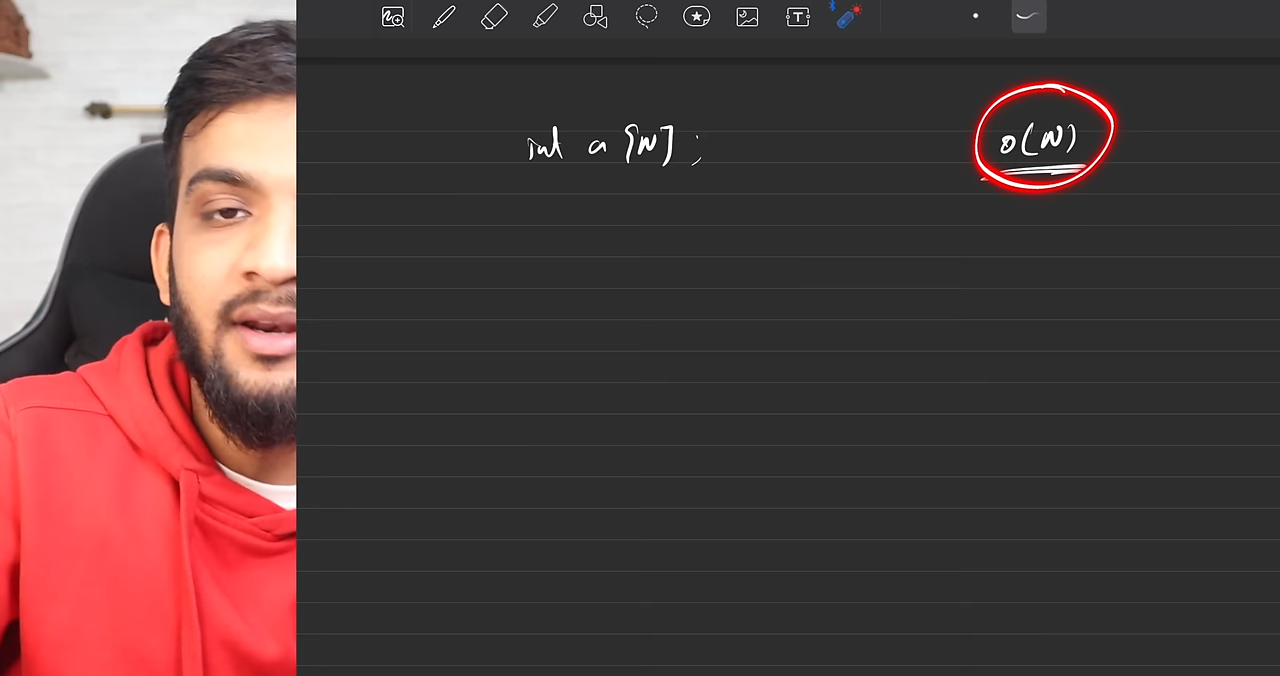 int a [N] ; O(N)